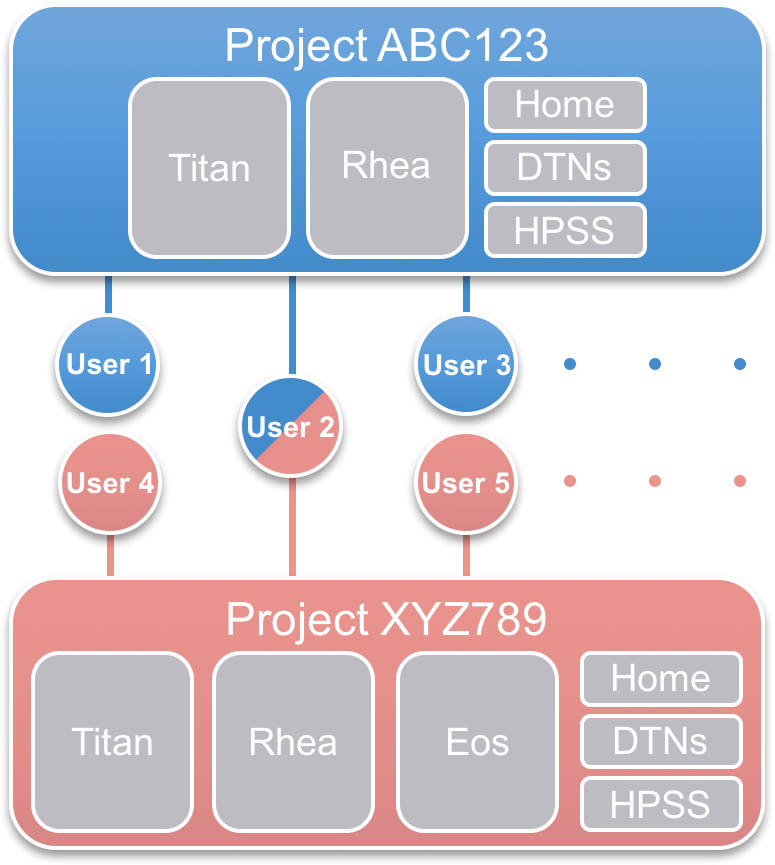 Project ABC123
Titan
Rhea
Home
DTNs
HPSS
User 1
User 2
User 3
User 4
User 5
Project XYZ789
Titan
Rhea
Eos
Home
DTNs
HPSS